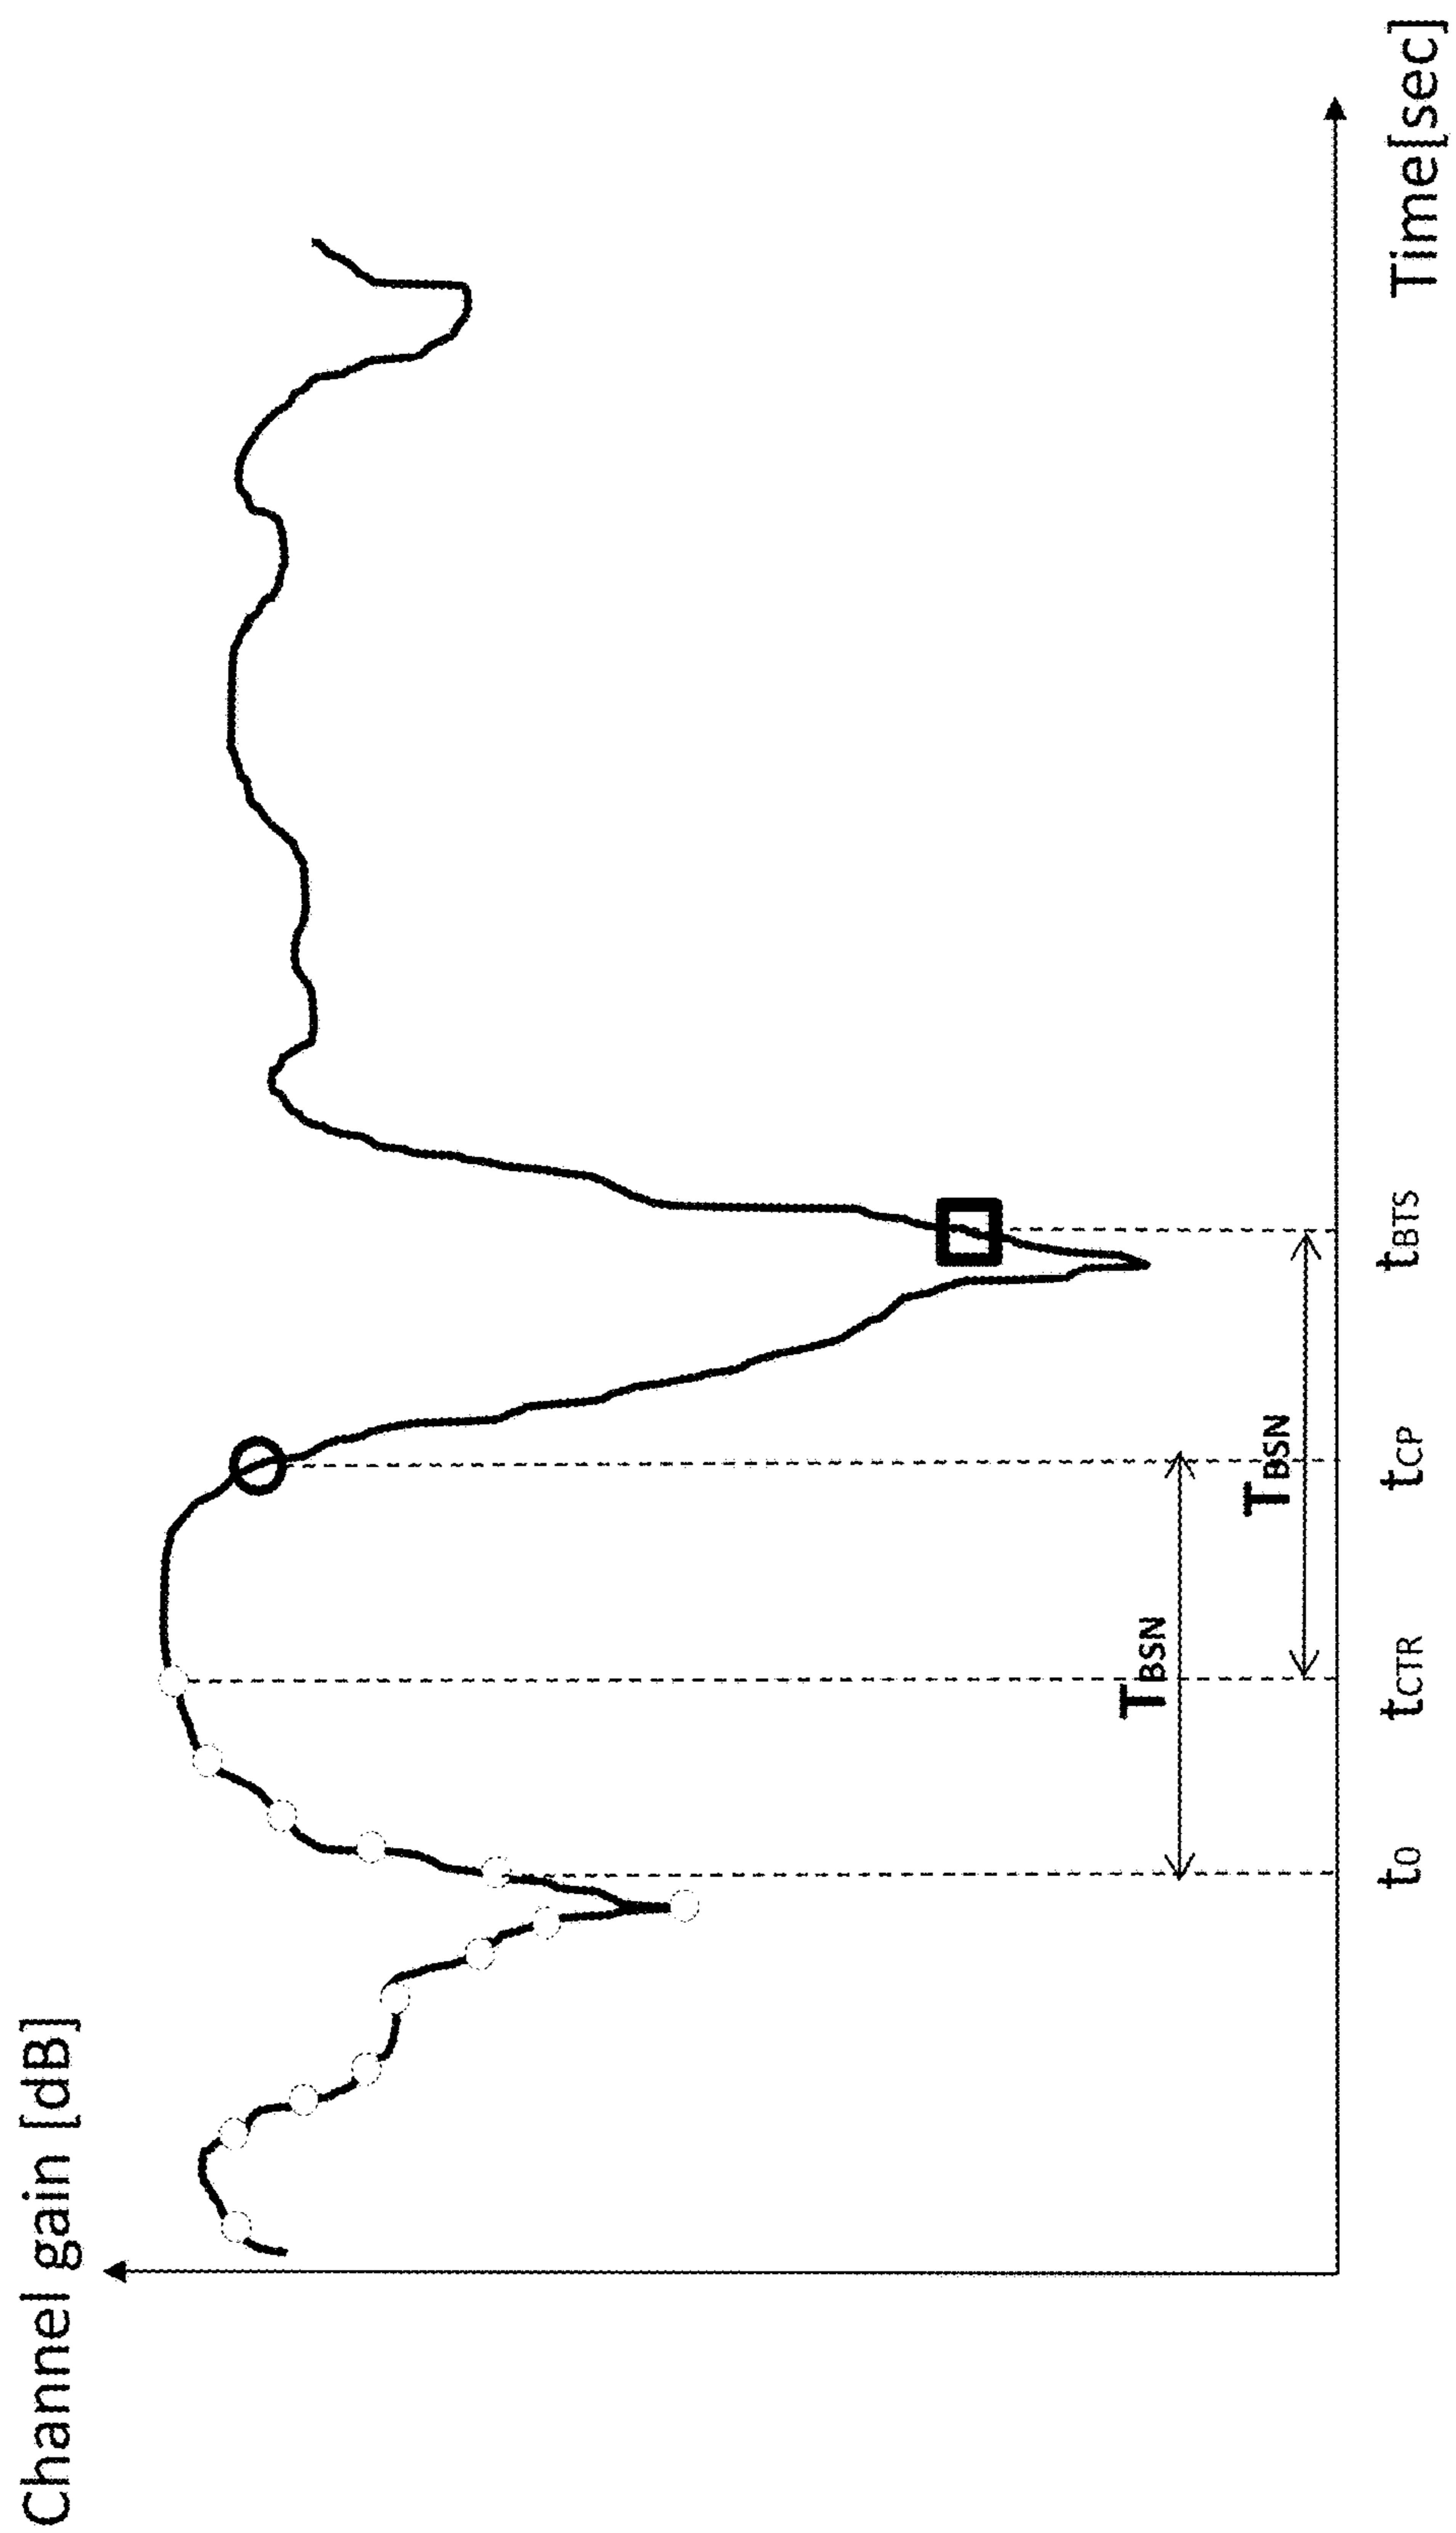 Channel gain [dB]
TBSN
TBSN
t0
tCTR
tCP
tBTS
Time[sec]